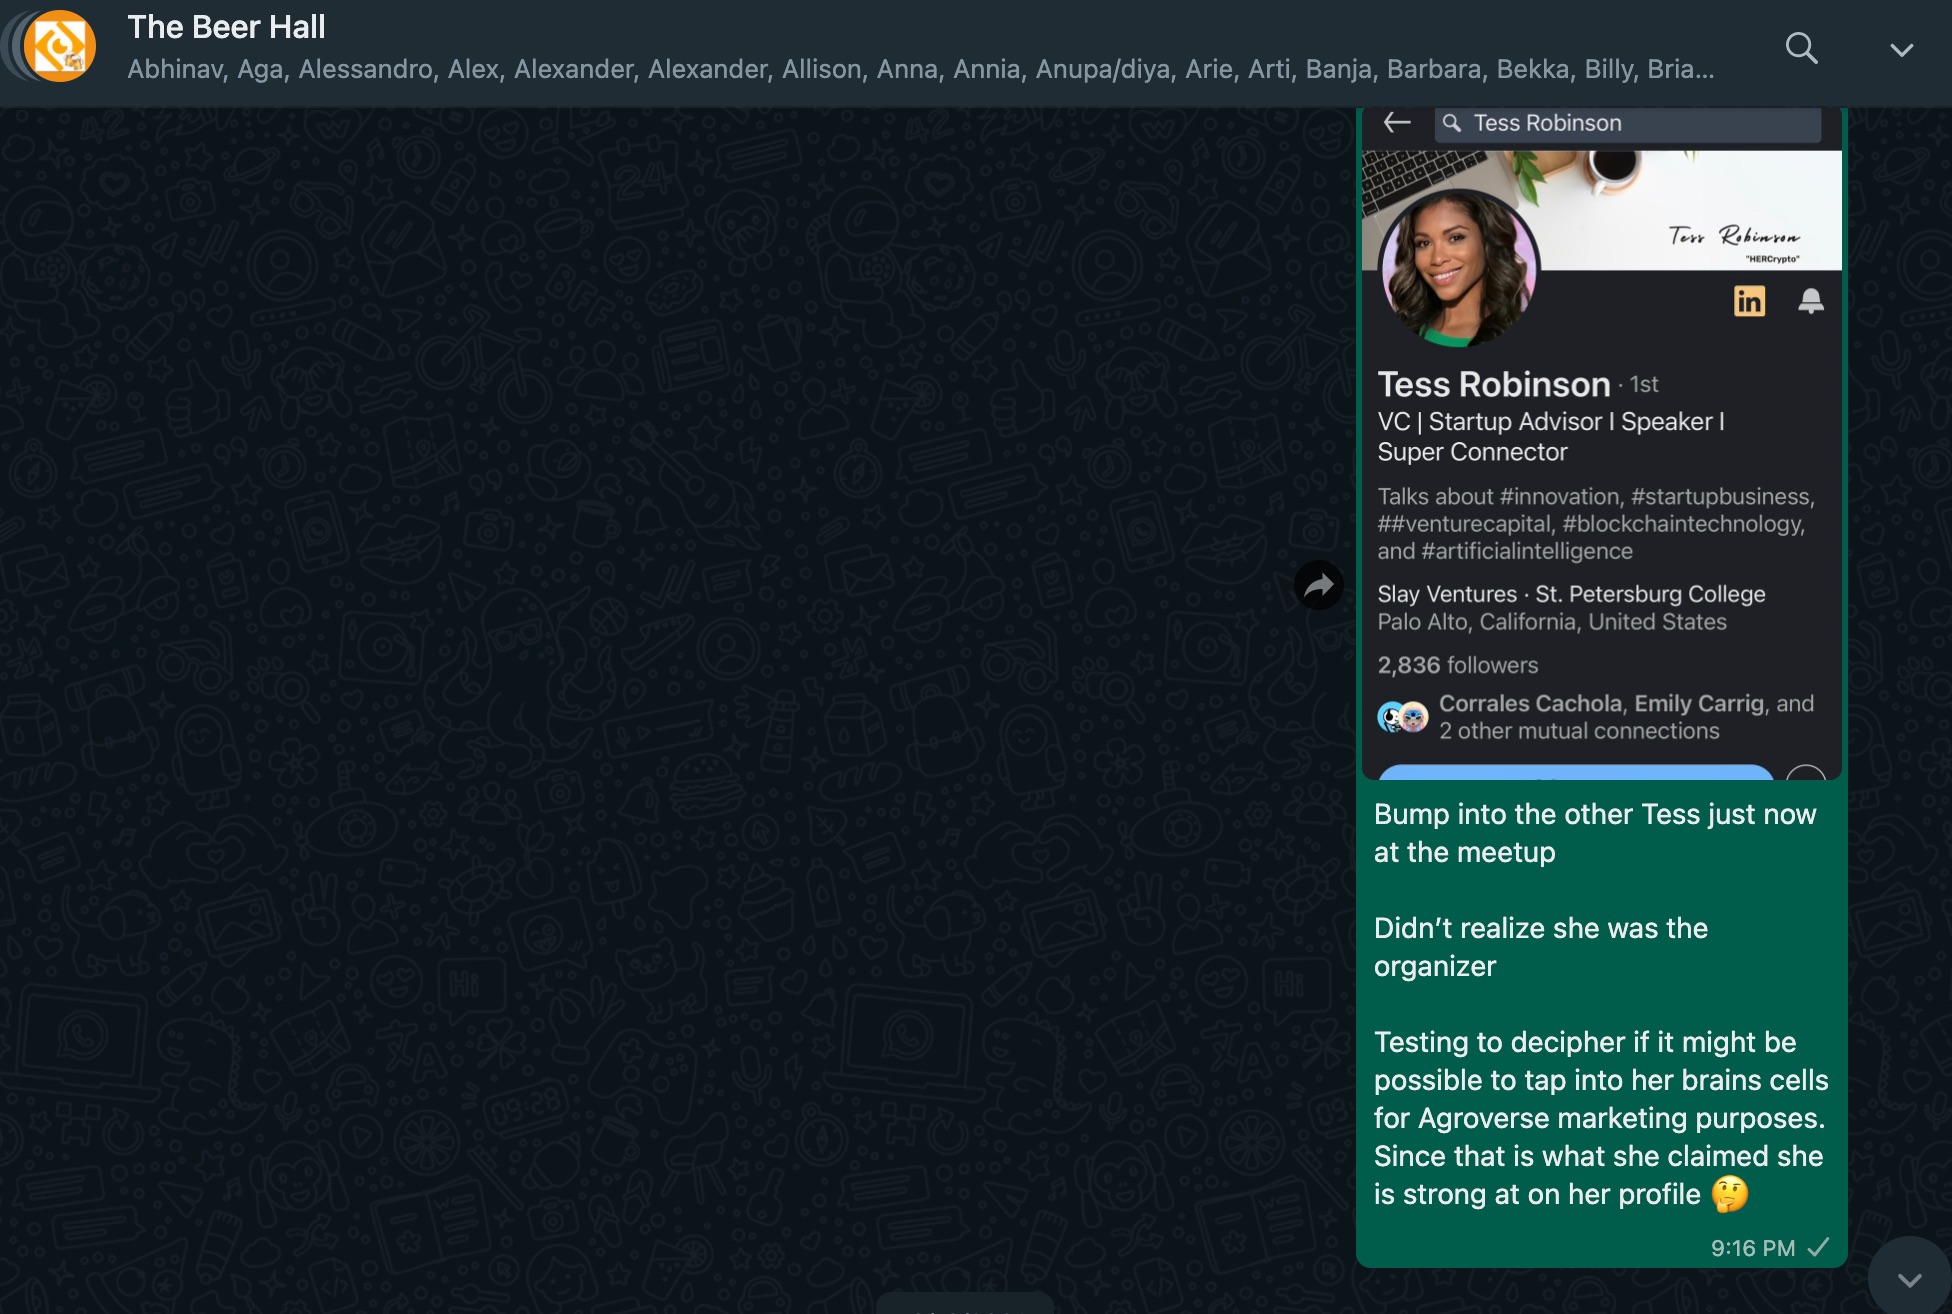 The Beer Hall
Abhinav, Aga, Alessandro, Alex, Alexander, Alexander, Allison, Anna, Annia, Anupa/diya, Arie, Arti, Banja, Barbara, Bekka, Billy, Bria...
Tess Robinson
Tess Robinson
"HERCrypto"
in
Tess Robinson · 1st
VC | Startup Advisor I Speaker I
Super Connector
Talks about #innovation, #startupbusiness,
##venturecapital, #blockchaintechnology,
and #artificialintelligence
Slay Ventures · St. Petersburg College
Palo Alto, California, United States
2,836 followers
Corrales Cachola, Emily Carrig, and
2 other mutual connections
Bump into the other Tess just now
at the meetup
Didn’t realize she was the
organizer
Testing to decipher if it might be
possible to tap into her brains cells
for Agroverse marketing purposes.
Since that is what she claimed she
is strong at on her profile 🤔
9:16 PM